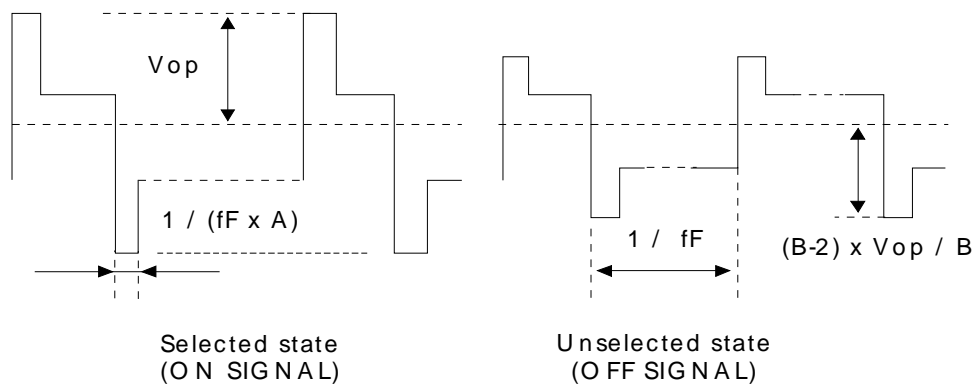 Vop
1 / (fF x A)
Selected state
(ON SIGNAL)
1 / fF
(B-2) x Vop / B
Unselected state
(OFF SIGNAL)